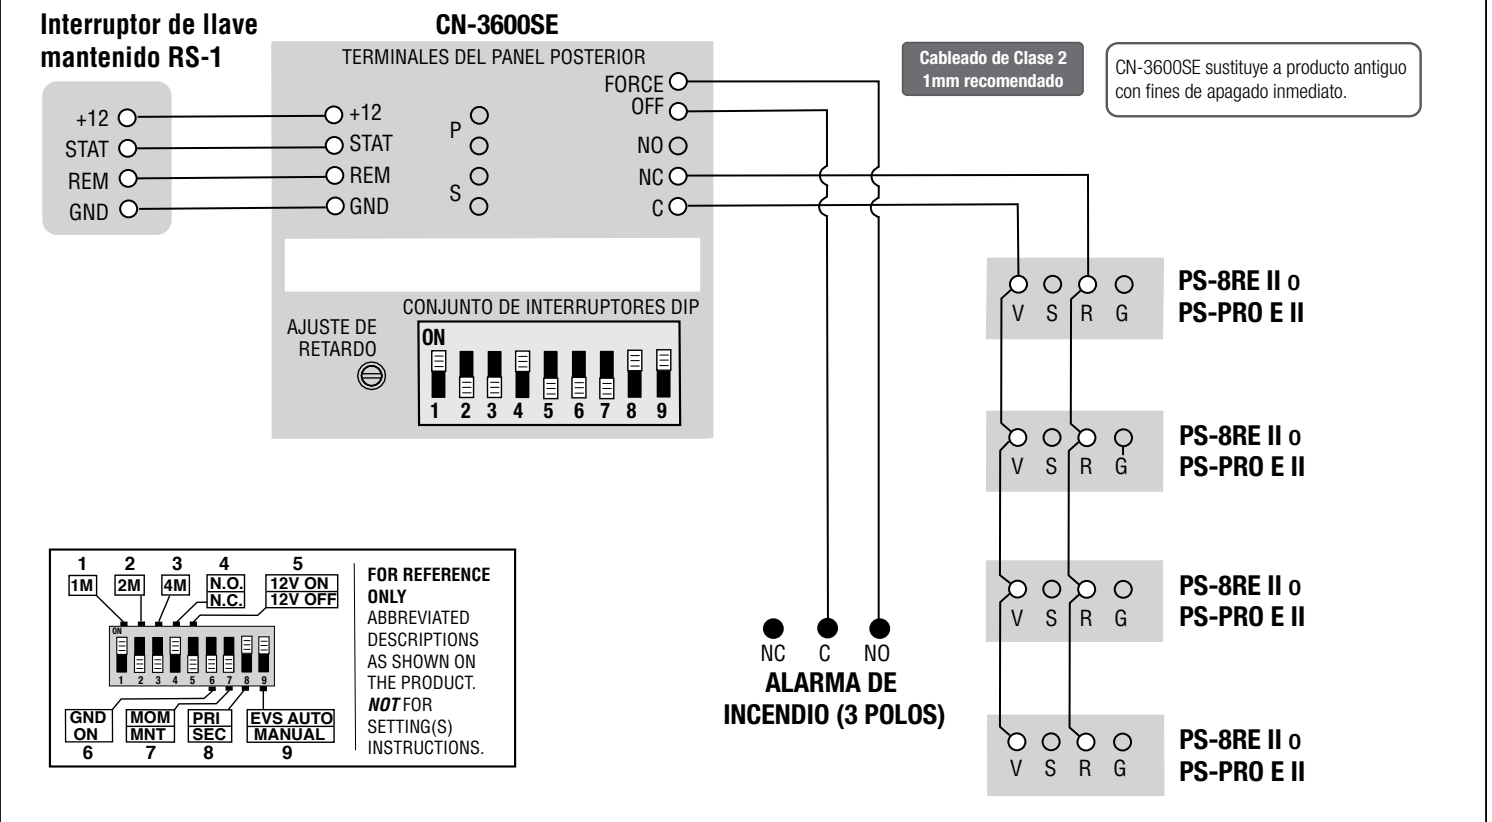 Interruptor de llave
mantenido RS-1
+12
STAT
REM
GND
CN-3600SE
TERMINALES DEL PANEL POSTERIOR
FORCE
OFF
+12
STAT
REM
GND
P
S
NO
NC
C
CONJUNTO DE INTERRUPTORES DIP
AJUSTE DE
RETARDO
ON
1 2 3 4 5 6 7 8 9
Cableado de Clase 2
1mm recomendado
CN-3600SE sustituye a producto antiguo
con fines de apagado inmediato.
V S R G
PS-8RE II o
PS-PRO E II
V S R G
PS-8RE II o
PS-PRO E II
V S R G
PS-8RE II o
PS-PRO E II
V S R G
PS-8RE II o
PS-PRO E II
NC C NO
ALARMA DE
INCENDIO (3 POLOS)
1 2 3 4 5
1M 2M 4M N.O. 12V ON
N.C. 12V OFF
ON
1 2 3 4 5 6 7 8 9
GND MOM PRI EVS AUTO
ON MNT SEC MANUAL
6 7 8 9
FOR REFERENCE
ONLY
ABBREVIATED
DESCRIPTIONS
AS SHOWN ON
THE PRODUCT.
NOT FOR
SETTING(S)
INSTRUCTIONS.